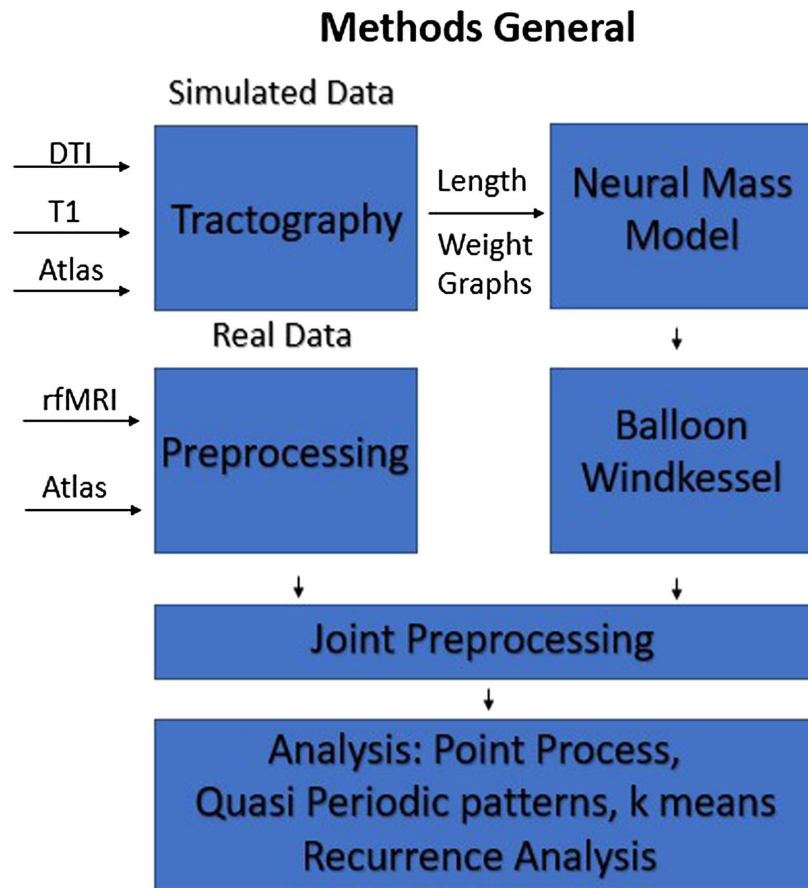 Methods General
Simulated Data
DTI
T1
Atlas
Tractography
Length
Weight
Graphs
Neural Mass
Model
Real Data
rfMRI
Atlas
Preprocessing
Balloon
Windkessel
Joint Preprocessing
Analysis: Point Process,
Quasi Periodic patterns, k means
Recurrence Analysis